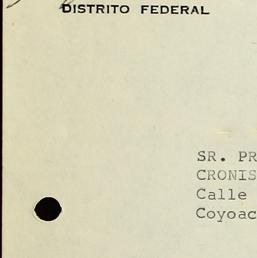 DISTRITO FEDERAL
SR. PR
CRONIS
Calle
Coyoac